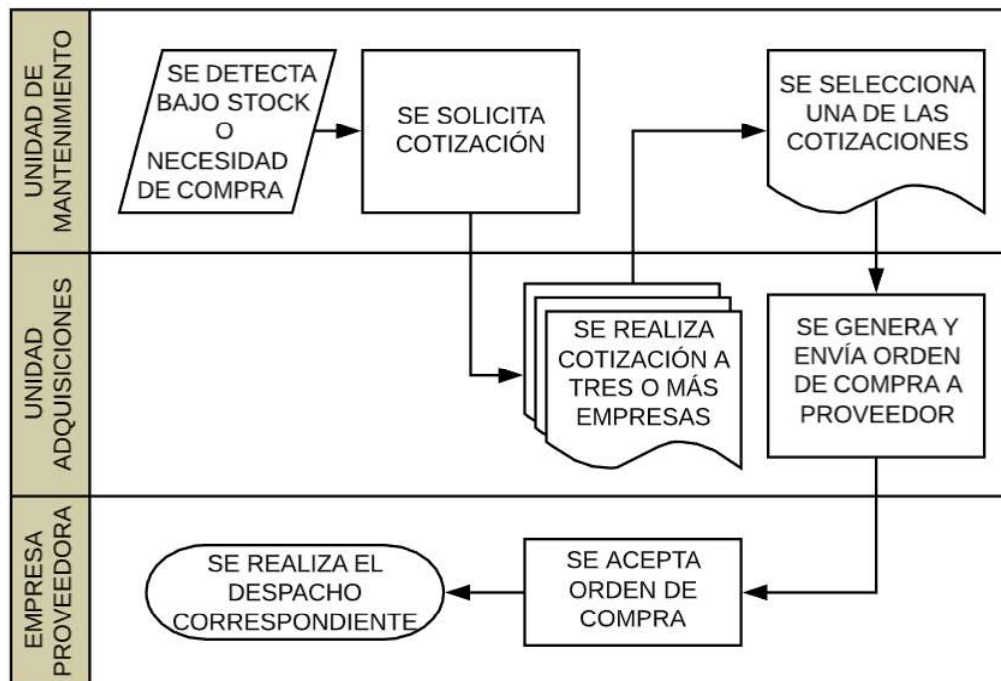 UNIDAD DE
MANTENIMIENTO
SE DETECTA
BAJO STOCK
O
NECESIDAD
DE COMPRA
SE SOLICITA
COTIZACIÓN
SE SELECCIONA
UNA DE LAS
COTIZACIONES
UNIDAD
ADQUISICIONES
SE REALIZA
COTIZACIÓN A
TRES O MÁS
EMPRESAS
SE GENERA Y
ENVÍA ORDEN
DE COMPRA A
PROVEEDOR
EMPRESA
PROVEEDORA
SE REALIZA EL
DESPACHO
CORRESPONDIENTE
SE ACEPTA
ORDEN DE
COMPRA